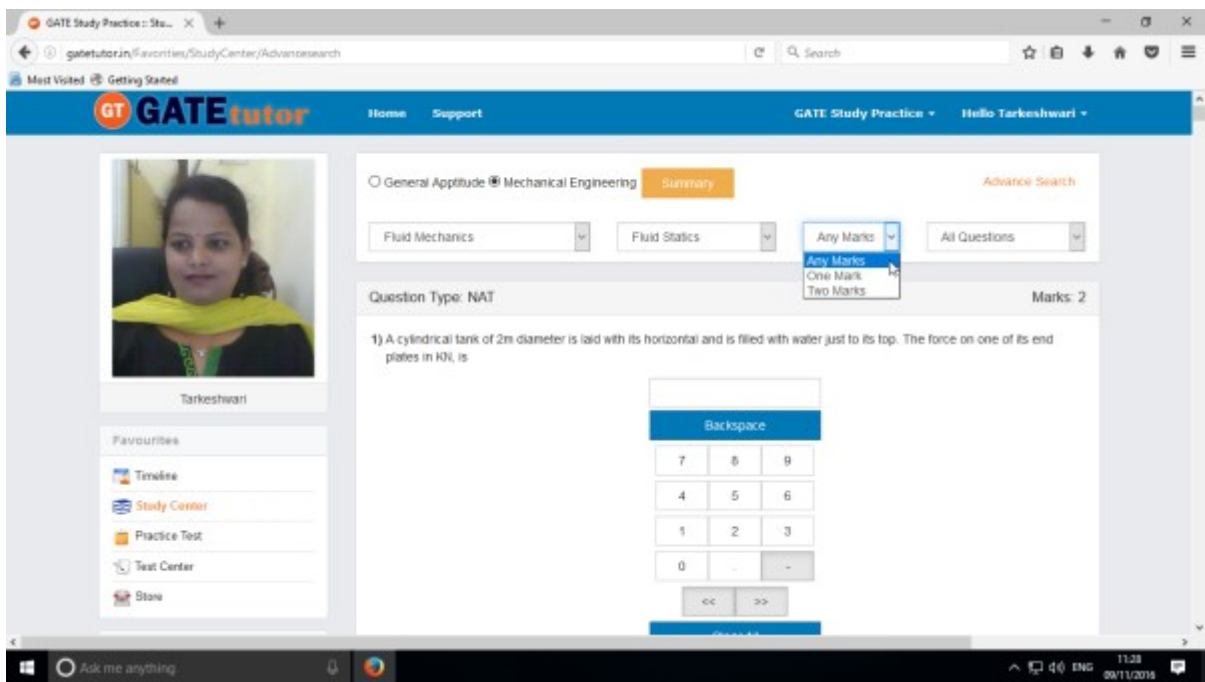 GATE Study Practice :: Stu...
gatetutor.in/Favorities/StudyCenter/Advancesearch
Search
Most Visited Getting Started
GT GATEtutor Home Support GATE Study Practice Hello Tarkeshwari
General Apptitude Mechanical Engineering Summary Advance Search
Fluid Mechanics Fluid Statics Any Marks All Questions
Any Marks
One Mark
Two Marks
Question Type: NAT Marks: 2
1) A cylindrical tank of 2m diameter is laid with its horizontal and is filled with water just to its top. The force on one of its end
plates in KN, is
Tarkeshwari
Favourites
Timeline
Study Center
Practice Test
Test Center
Store
Backspace
7 8 9
4 5 6
1 2 3
0 . -
<< >>
Ask me anything
ENG
11:28
09/11/2016